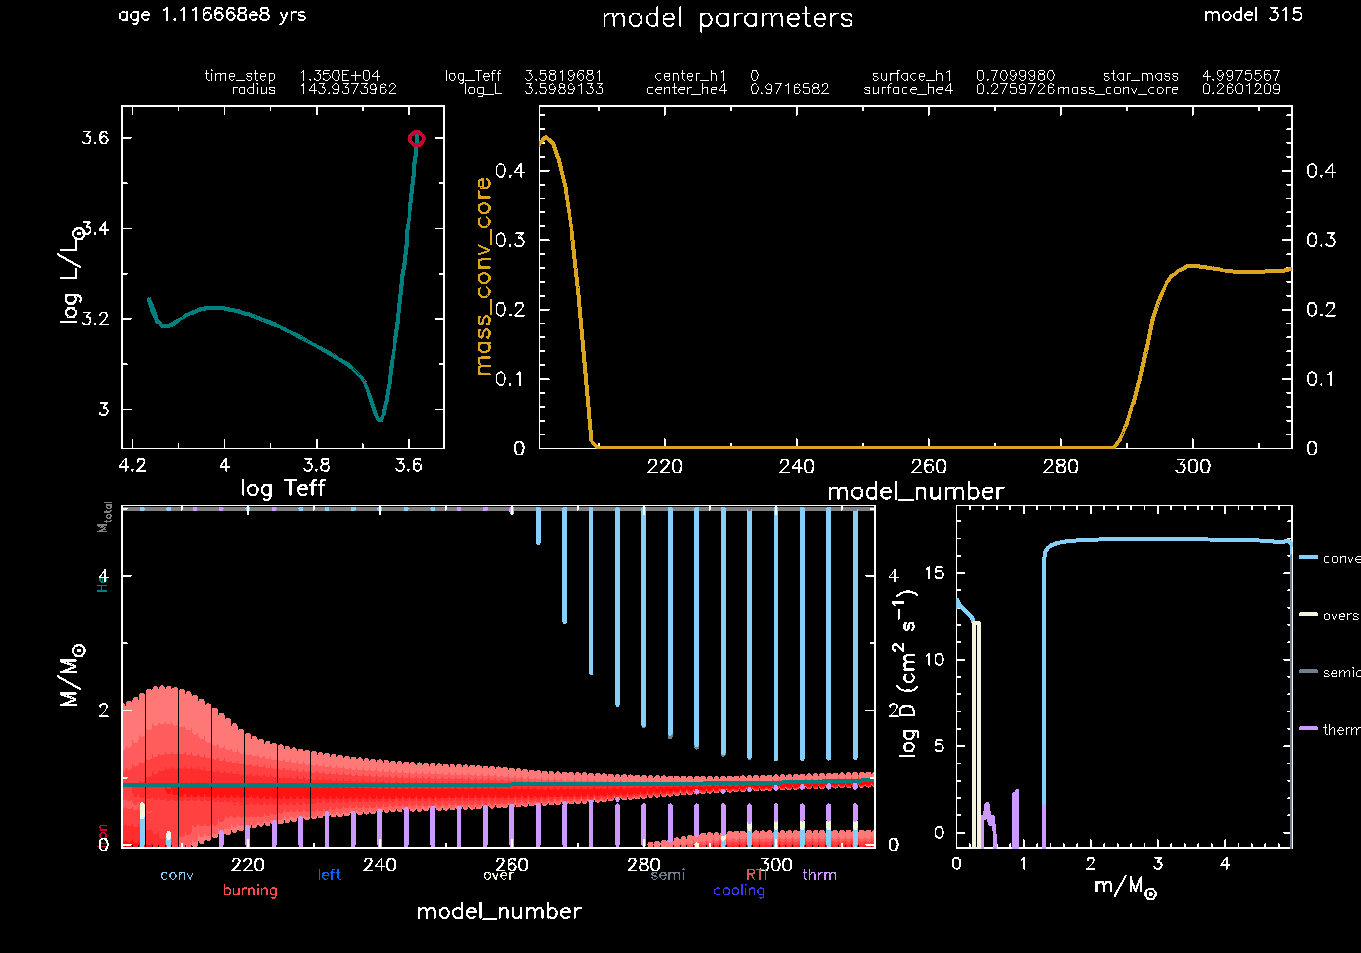 age 1.116668e8 yrs
model parameters
model 315
time_step 1.350E+04 log_Teff 3.5819681 center_h1 0 surface_h1 0.7099980 star_mass 4.9975567
radius 143.9373962 log_L 3.5989133 center_he4 0.9716582 surface_he4 0.2759726 mass_conv_core 0.2601209
log L/L☉
3.6
3.4
3.2
3
4.2 4 3.8 3.6
log Teff
mass_conv_core
0.4 0.4
0.3 0.3
0.2 0.2
0.1 0.1
0 0
220 240 260 280 300
model_number
M/M☉
Mtotal
He
4 4
2 2
0 0
220 240 260 280 300
conv left over semi RTI thrm
burning cooling
model_number
log D (cm² s⁻¹)
15
10
5
0
0 1 2 3 4
m/M☉
conve
overs
semic
therm